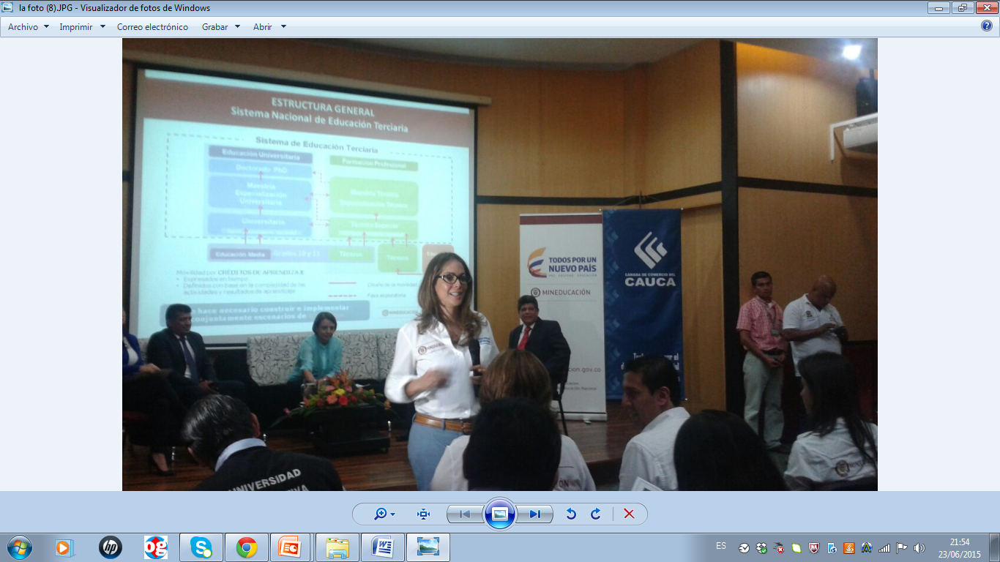 la foto (8).JPG - Visualizador de fotos de Windows
Archivo Imprimir Correo electrónico Grabar Abrir
ESTRUCTURA GENERAL
Sistema Nacional de Educación Terciaria
Sistema de Educación Terciaria
Educación Universitaria
Formación Profesional
Doctorado PhD
Maestría
Especialización
Universitaria
Maestría Técnica
Especialización Técnica
Universitario
Técnico Superior
Educación Media Grados 10 y 11
Técnico
Técnico
Movilidad por CRÉDITOS DE APRENDIZAJE
• Expresados en tiempo
• Definidos con base en la complejidad de las
actividades y resultados de aprendizaje
Diseño de la movilidad
Fase exploratoria
hace necesario construir e implementar
conjuntamente escenarios de
MINEDUCACIÓN
TODOS POR UN
NUEVO PAÍS
PAZ EQUIDAD EDUCACIÓN
MINEDUCACIÓN
cion.gov.co
CÁMARA DE COMERCIO DEL
CAUCA
UNIVERSIDAD
ES
21:54
23/06/2015